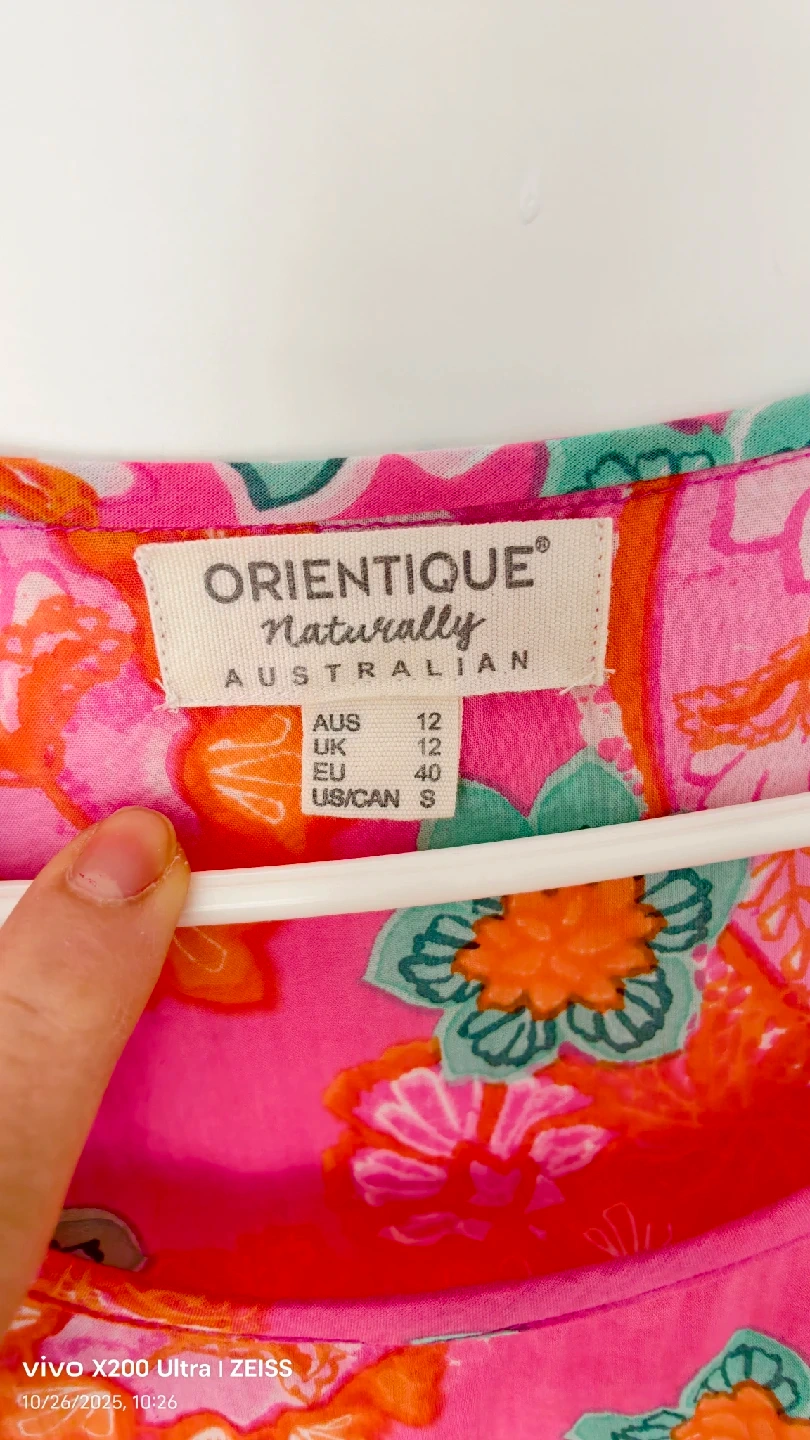 ORIENTIQUE®
naturally
AUSTRALIAN
AUS 12
UK 12
EU 40
US/CAN S
vivo X200 Ultra | ZEISS
10/26/2025, 10:26